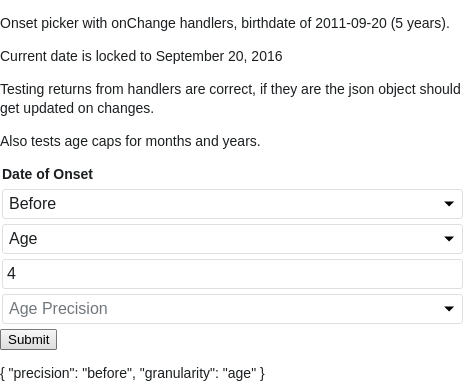 Onset picker with onChange handlers, birthdate of 2011-09-20 (5 years).
Current date is locked to September 20, 2016
Testing returns from handlers are correct, if they are the json object should
get updated on changes.
Also tests age caps for months and years.
Date of Onset
Before
Age
4
Age Precision
Submit
{ "precision": "before", "granularity": "age" }